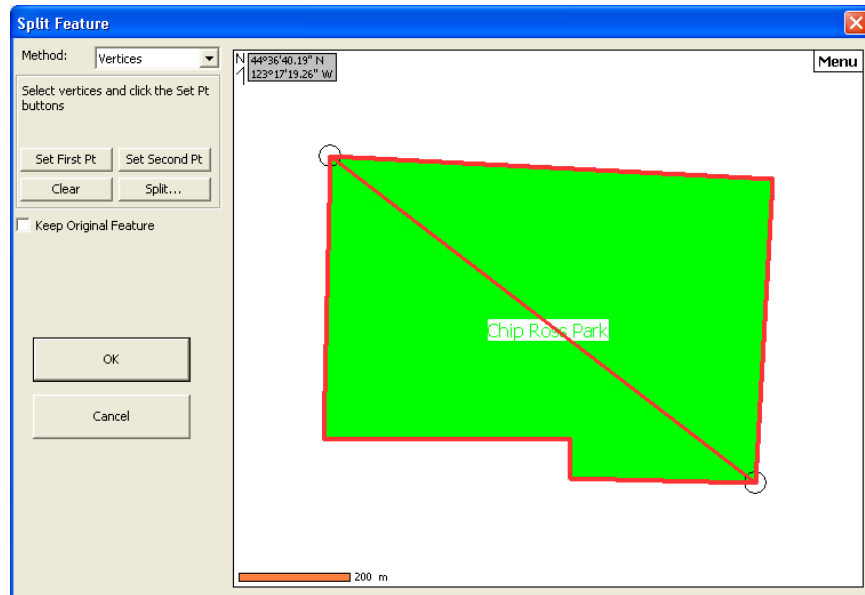 Split Feature
Method: Vertices
Select vertices and click the Set Pt
buttons
Set First Pt Set Second Pt
Clear Split...
Keep Original Feature
OK
Cancel
N 44°36'40.19" N
123°17'19.26" W
Menu
Chip Ross Park
200 m